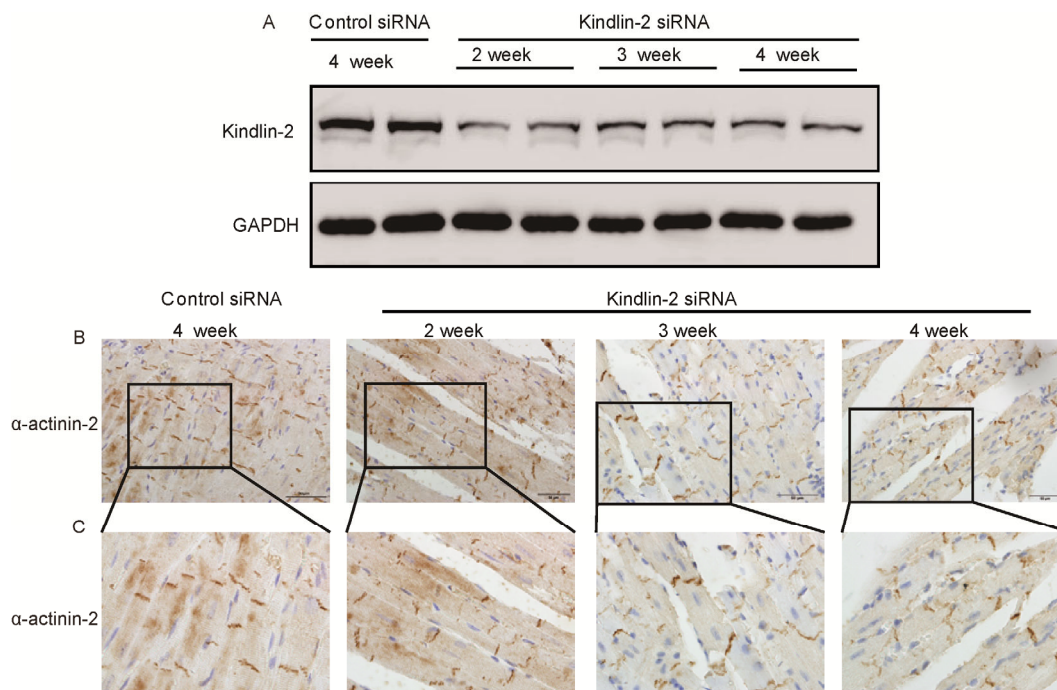 A Control siRNA Kindlin-2 siRNA
4 week 2 week 3 week 4 week
Kindlin-2
GAPDH
Control siRNA Kindlin-2 siRNA
B 4 week 2 week 3 week 4 week
α-actinin-2
C
α-actinin-2